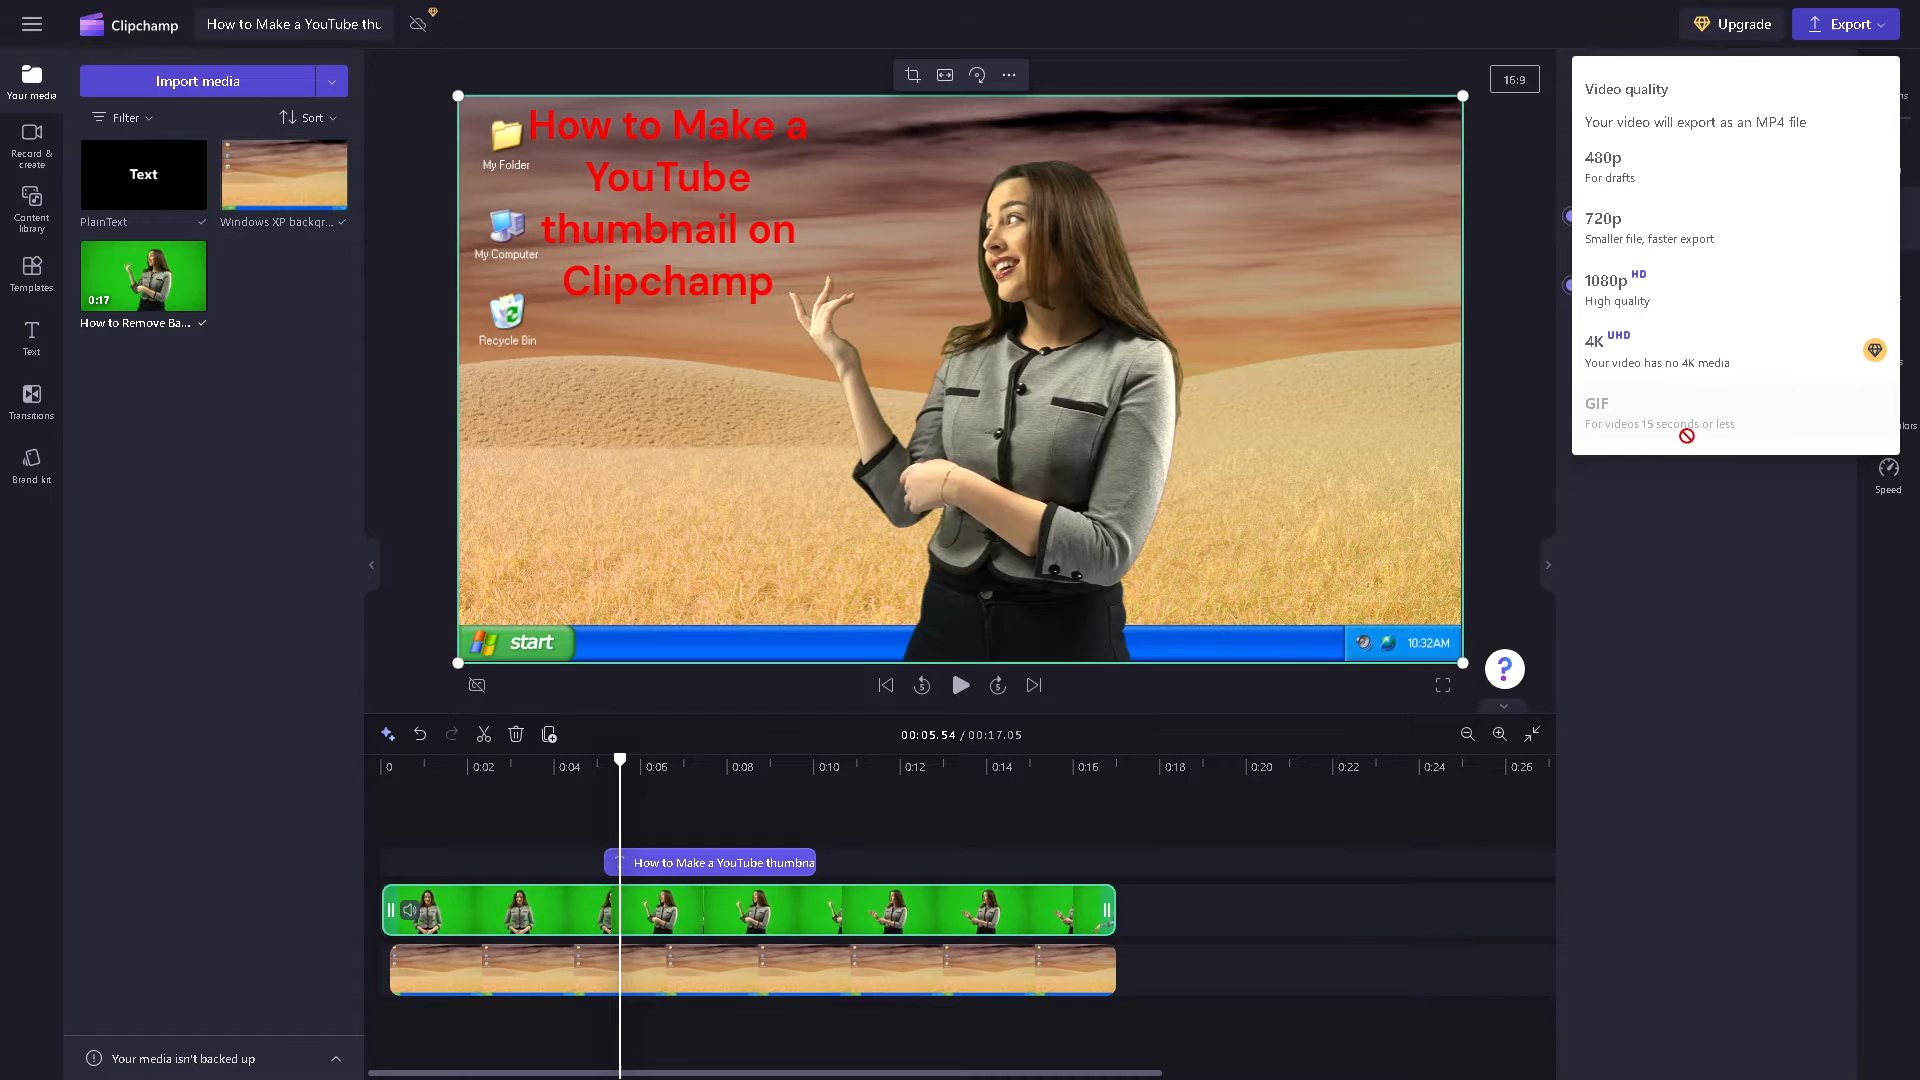 Clipchamp
How to Make a YouTube thu
Upgrade
Export
Your media
Record &
create
Content
library
Templates
Text
Transitions
Brand kit
Import media
Filter
Sort
Text
PlainText
Windows XP backgr...
0:17
How to Remove Ba...
Your media isn't backed up
16:9
My Folder
My Computer
Recycle Bin
How to Make a
YouTube
thumbnail on
Clipchamp
start
10:32AM
Video quality
Your video will export as an MP4 file
480p
For drafts
720p
Smaller file, faster export
1080p HD
High quality
4K UHD
Your video has no 4K media
GIF
For videos 15 seconds or less
Speed
5
5
?
00:05.54 / 00:17.05
0
0:02
0:04
0:06
0:08
0:10
0:12
0:14
0:16
0:18
0:20
0:22
0:24
0:26
How to Make a YouTube thumbna